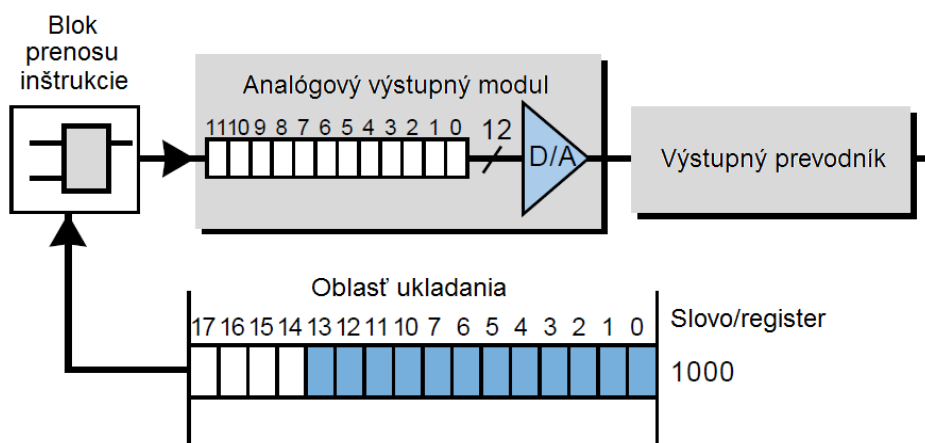 Blok
prenosu
inštrukcie
Analógový výstupný modul
11 10 9 8 7 6 5 4 3 2 1 0
12
D/A
Výstupný prevodník
Oblasť ukladania
17 16 15 14 13 12 11 10 7 6 5 4 3 2 1 0
Slovo/register
1000